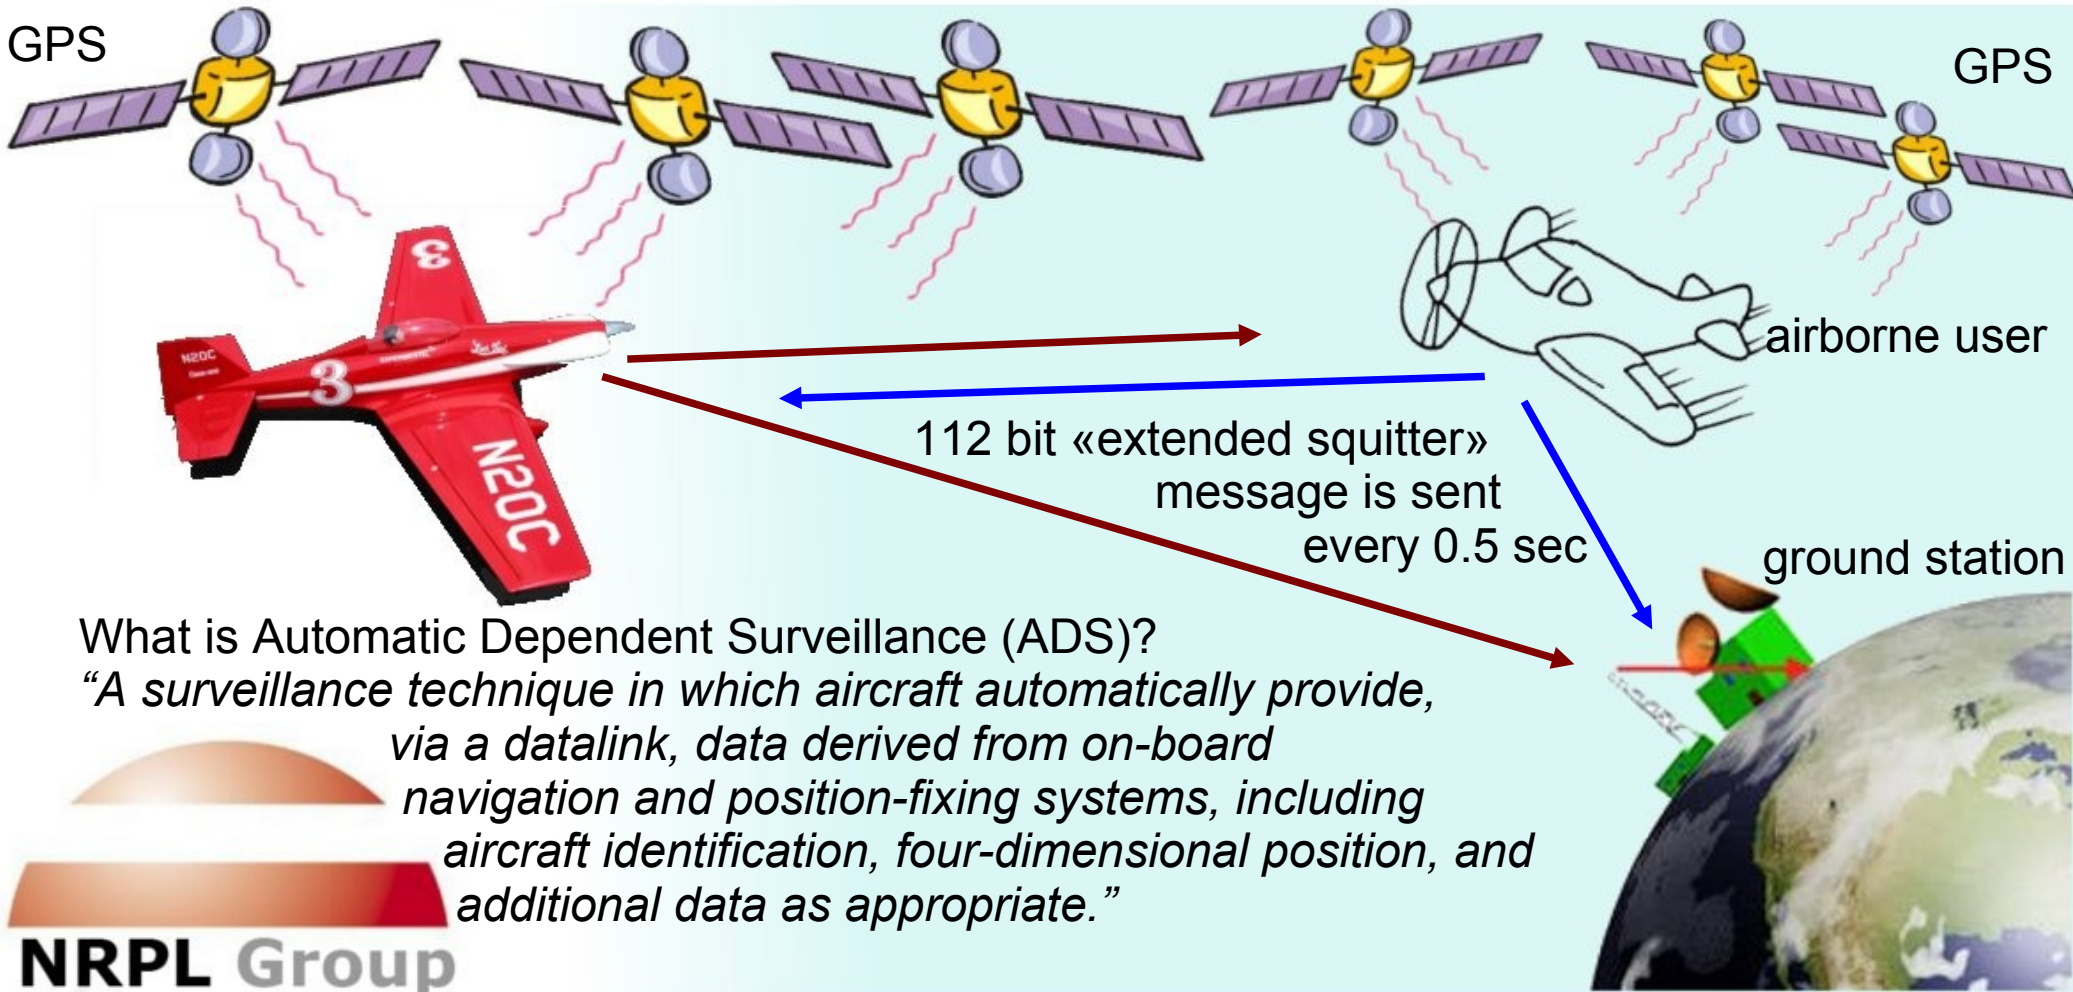 GPS
GPS
3
N20C
3
N20C
airborne user
112 bit «extended squitter»
message is sent
every 0.5 sec
ground station
What is Automatic Dependent Surveillance (ADS)?
“A surveillance technique in which aircraft automatically provide,
via a datalink, data derived from on-board
navigation and position-fixing systems, including
aircraft identification, four-dimensional position, and
additional data as appropriate.”
NRPL Group